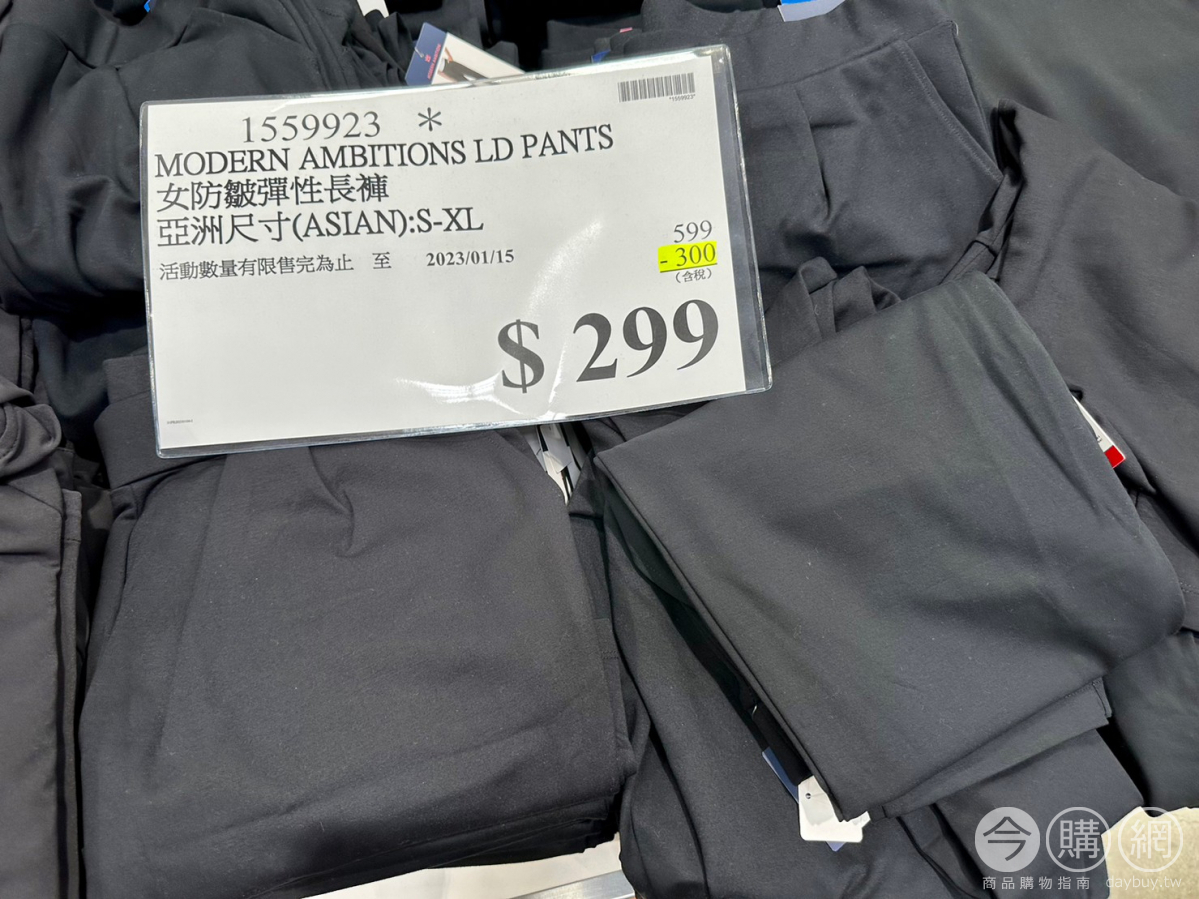 *1559923*
1559923 *
MODERN AMBITIONS LD PANTS
女防皺彈性長褲
亞洲尺寸(ASIAN):S-XL
599
- 300
(含稅)
活動數量有限售完為止 至 2023/01/15
$ 299
今購網
商品購物指南 daybuy.tw